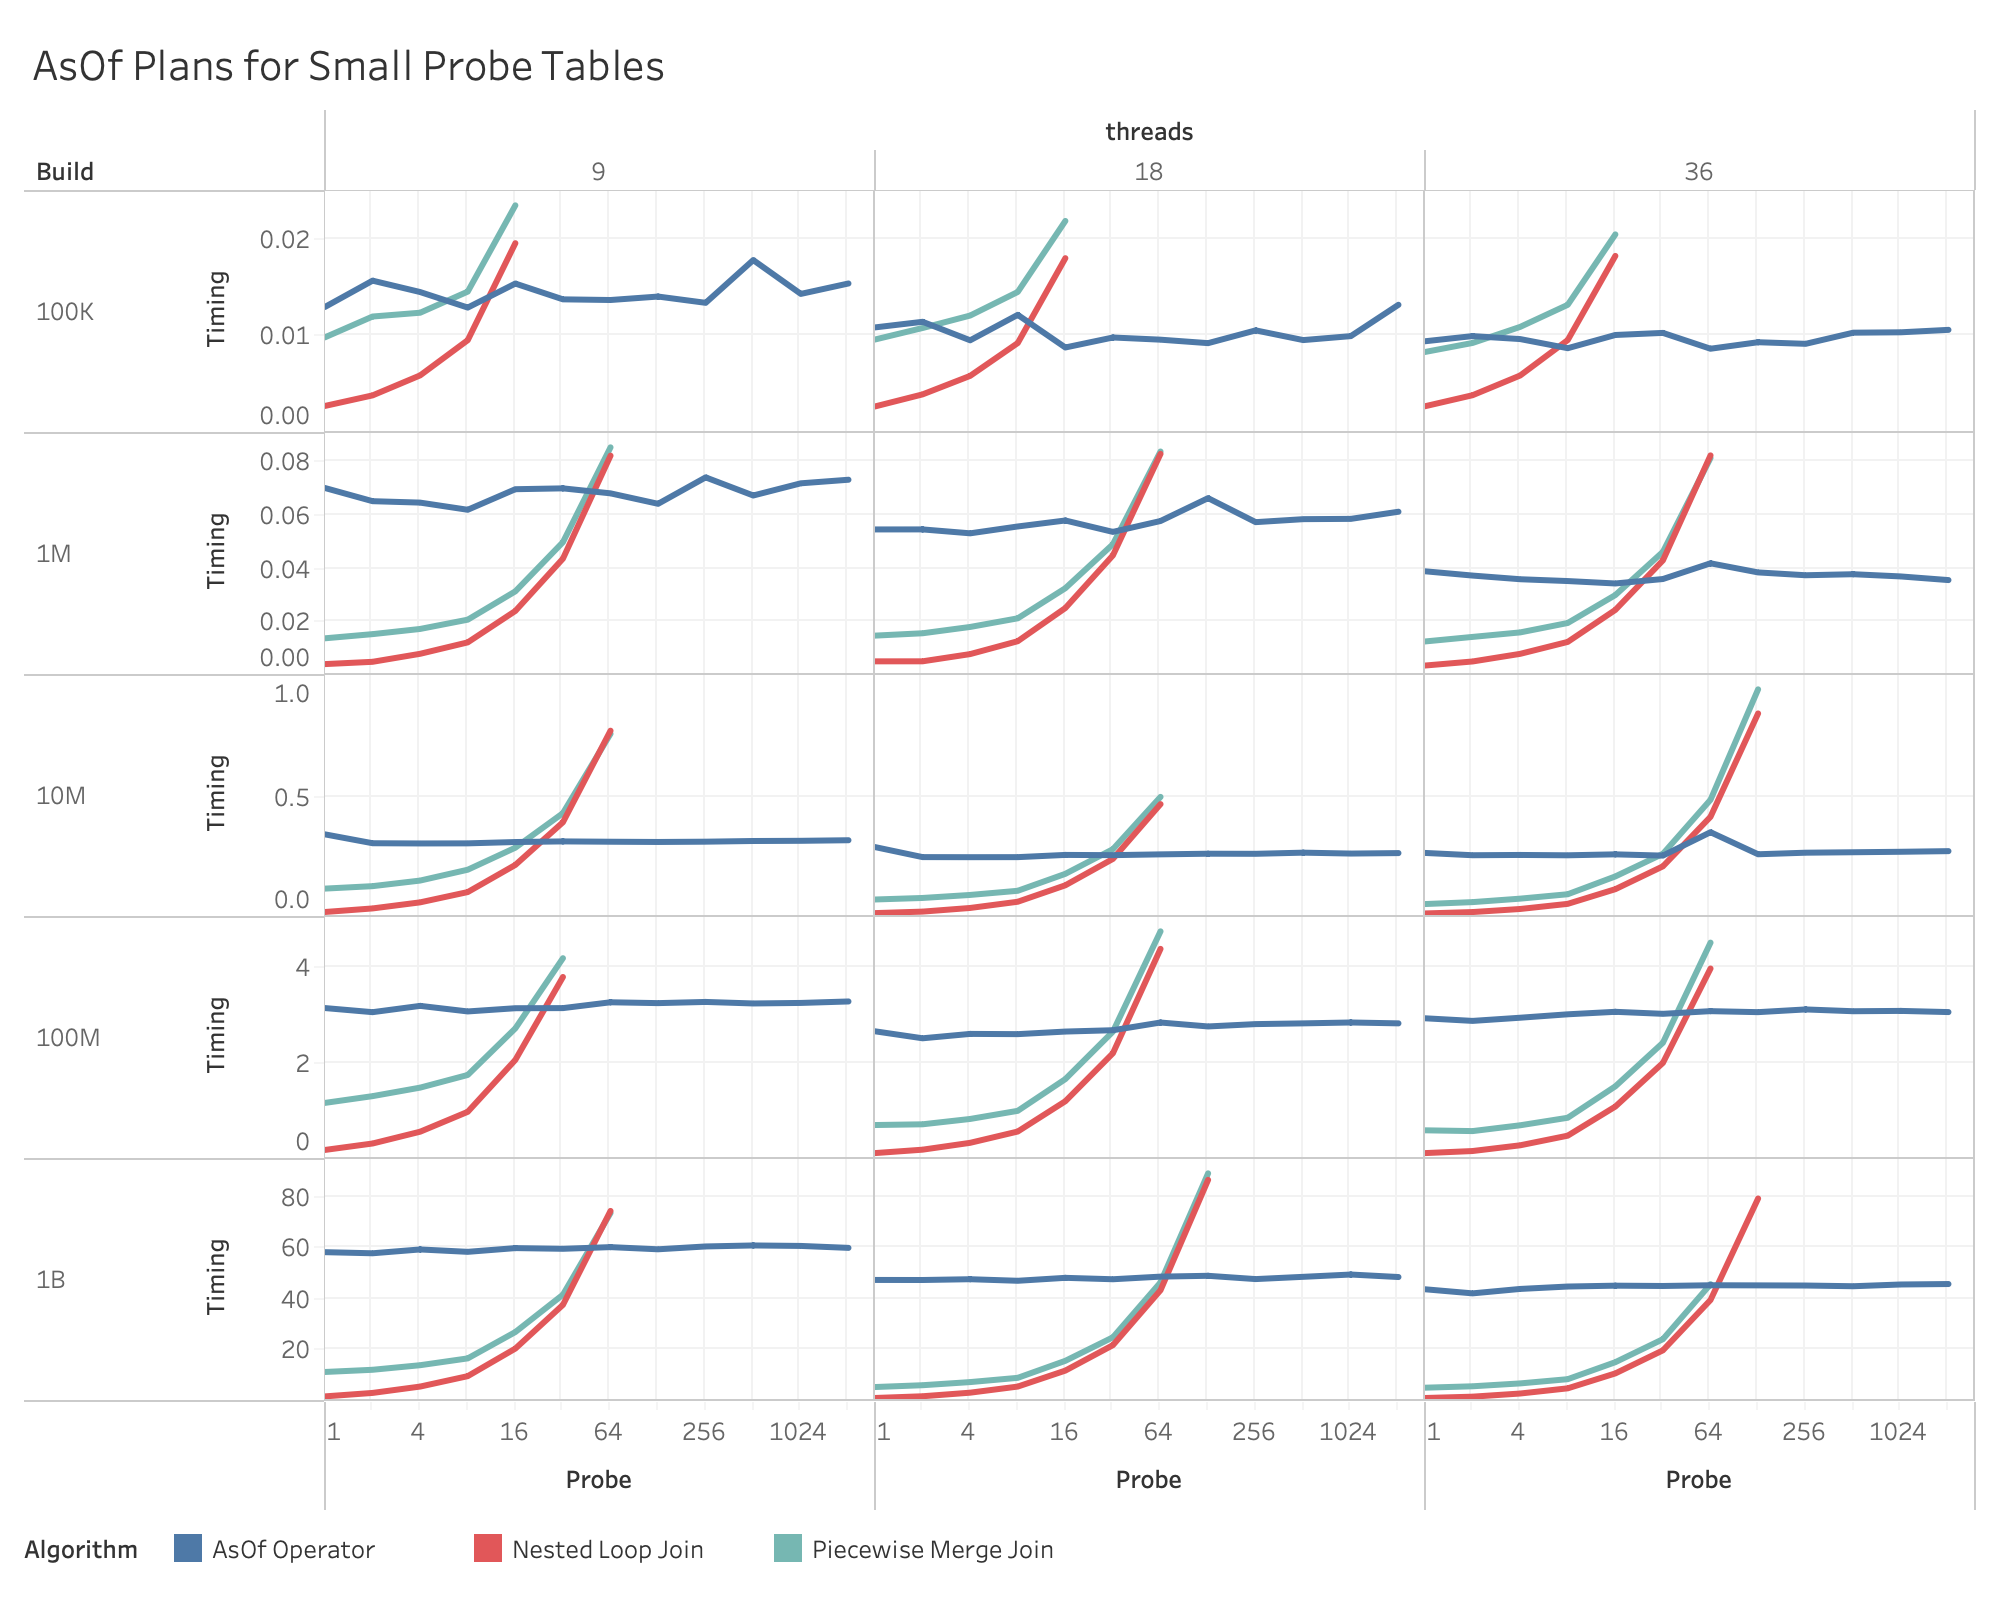 AsOf Plans for Small Probe Tables
threads
Build
9
18
36
100K
Timing
0.02
0.01
0.00
1M
Timing
0.08
0.06
0.04
0.02
0.00
10M
Timing
1.0
0.5
0.0
100M
Timing
4
2
0
1B
Timing
80
60
40
20
1 4 16 64 256 1024
1 4 16 64 256 1024
1 4 16 64 256 1024
Probe
Probe
Probe
Algorithm
AsOf Operator
Nested Loop Join
Piecewise Merge Join